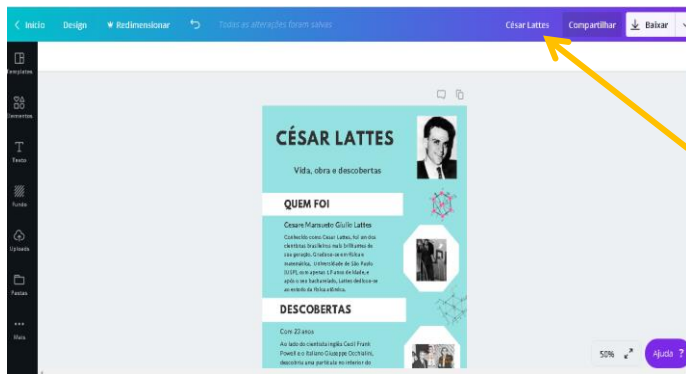 Início Design Redimensionar Todas as alterações foram salvas César Lattes Compartilhar Baixar
Templates
Elementos
Texto
Fundo
Uploads
Pastas
Mais
CÉSAR LATTES
Vida, obra e descobertas
QUEM FOI
Cesare Mansueto Giulio Lattes
Conhecido como Cesar Lattes, foi um dos
cientistas brasileiros mais brilhantes de
sua geração. Graduou-se em física e
matemática, Universidade de São Paulo
(USP), com apenas 19 anos de idade, e
após o seu bacharelado, Lattes dedicou-se
ao estudo da física atômica.
DESCOBERTAS
Com 23 anos
Ao lado do cientista inglês Cecil Frank
Powell e o italiano Giuseppe Occhialini,
descobriu uma partícula no interior do
50%
Ajuda ?